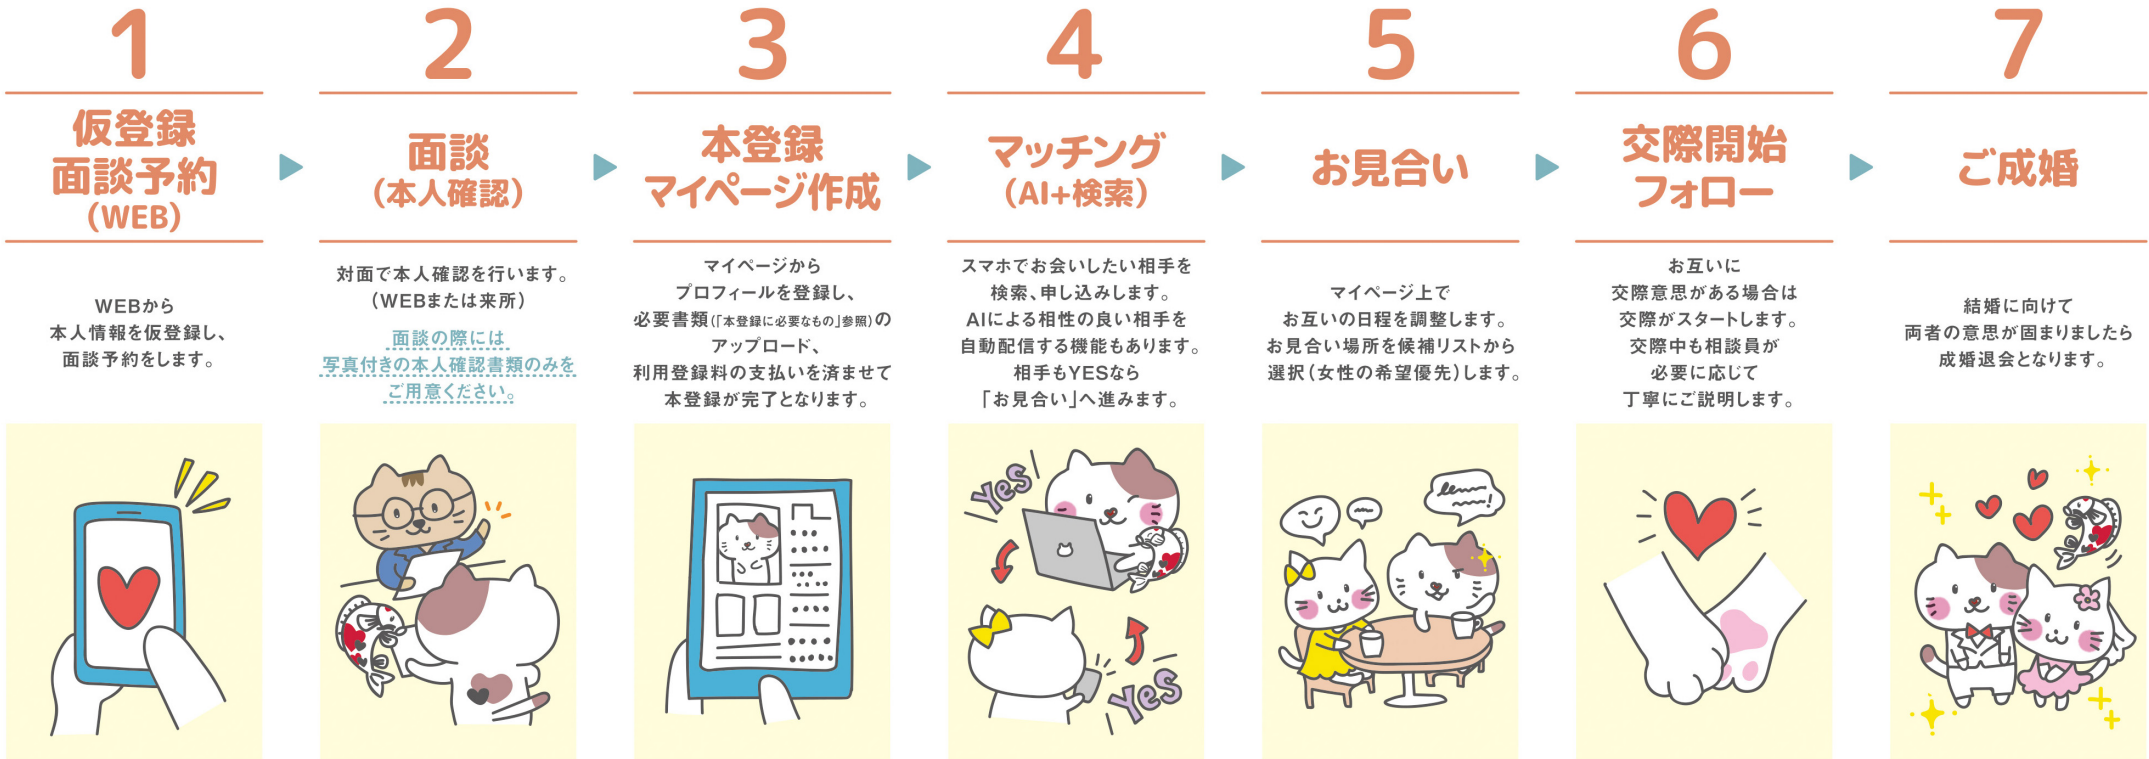 1
仮登録
面談予約
(WEB)
WEBから
本人情報を仮登録し、
面談予約をします。
2
面談
(本人確認)
対面で本人確認を行います。
(WEBまたは来所)
面談の際には
写真付きの本人確認書類のみを
ご用意ください。
3
本登録
マイページ作成
マイページから
プロフィールを登録し、
必要書類(「本登録に必要なもの」参照)の
アップロード、
利用登録料の支払いを済ませて
本登録が完了となります。
4
マッチング
(AI+検索)
スマホでお会いしたい相手を
検索、申し込みします。
AIによる相性の良い相手を
自動配信する機能もあります。
相手もYESなら
「お見合い」へ進みます。
Yes
Yes
5
お見合い
マイページ上で
お互いの日程を調整します。
お見合い場所を候補リストから
選択(女性の希望優先)します。
6
交際開始
フォロー
お互いに
交際意思がある場合は
交際がスタートします。
交際中も相談員が
必要に応じて
丁寧にご説明します。
7
ご成婚
結婚に向けて
両者の意思が固まりましたら
成婚退会となります。